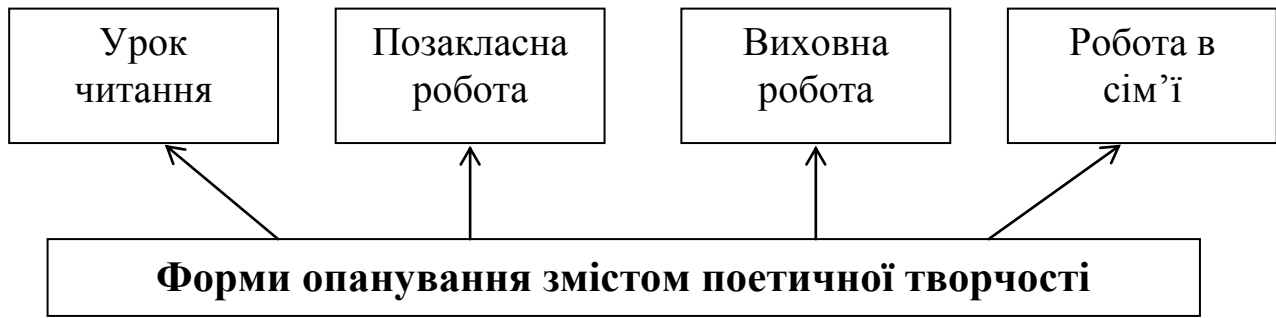 Урок
читання
Позакласна
робота
Виховна
робота
Робота в
сім’ї
Форми опанування змістом поетичної творчості